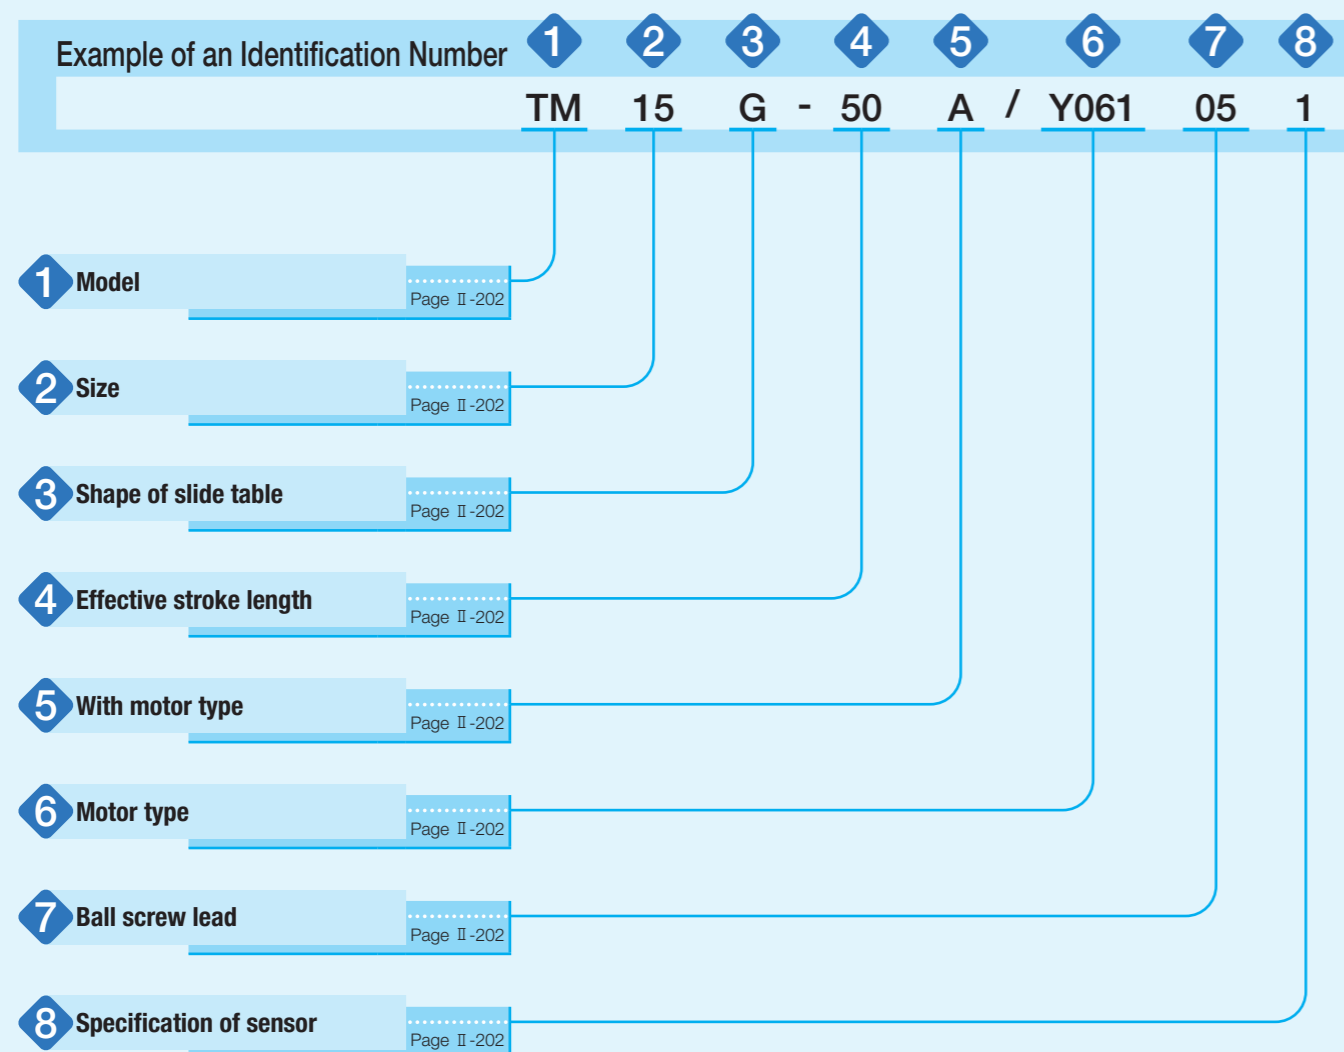 1 2 3 4 5 6 7 8
Example of an Identification Number
TM 15 G - 50 A / Y061 05 1
1 Model
Page Ⅱ-202
2 Size
Page Ⅱ-202
3 Shape of slide table
Page Ⅱ-202
4 Effective stroke length
Page Ⅱ-202
5 With motor type
Page Ⅱ-202
6 Motor type
Page Ⅱ-202
7 Ball screw lead
Page Ⅱ-202
8 Specification of sensor
Page Ⅱ-202